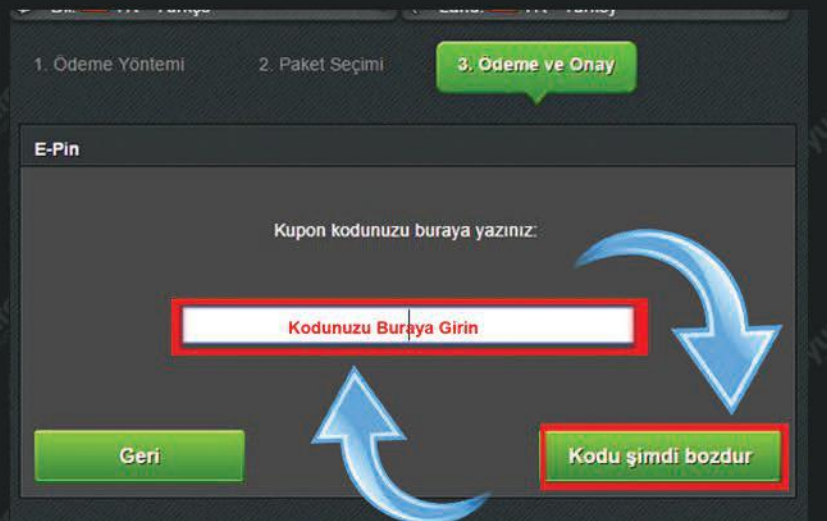 1. Ödeme Yöntemi 2. Paket Seçimi 3. Ödeme ve Onay
E-Pin
Kupon kodunuzu buraya yazınız:
Kodunuzu Buraya Girin
Geri Kodu şimdi bozdur